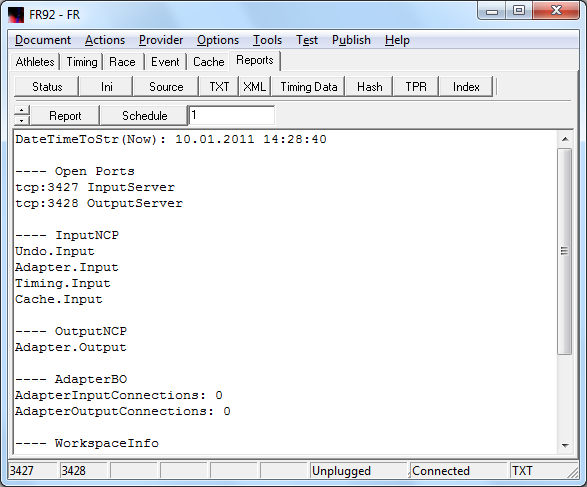 FR92 - FR
Document Actions Provider Options Tools Test Publish Help
Athletes Timing Race Event Cache Reports
Status Ini Source TXT XML Timing Data Hash TPR Index
Report Schedule 1
DateTimeToStr(Now): 10.01.2011 14:28:40
---- Open Ports
tcp:3427 InputServer
tcp:3428 OutputServer
---- InputNCP
Undo.Input
Adapter.Input
Timing.Input
Cache.Input
---- OutputNCP
Adapter.Output
---- AdapterBO
AdapterInputConnections: 0
AdapterOutputConnections: 0
---- WorkspaceInfo
3427 3428 Unplugged Connected TXT